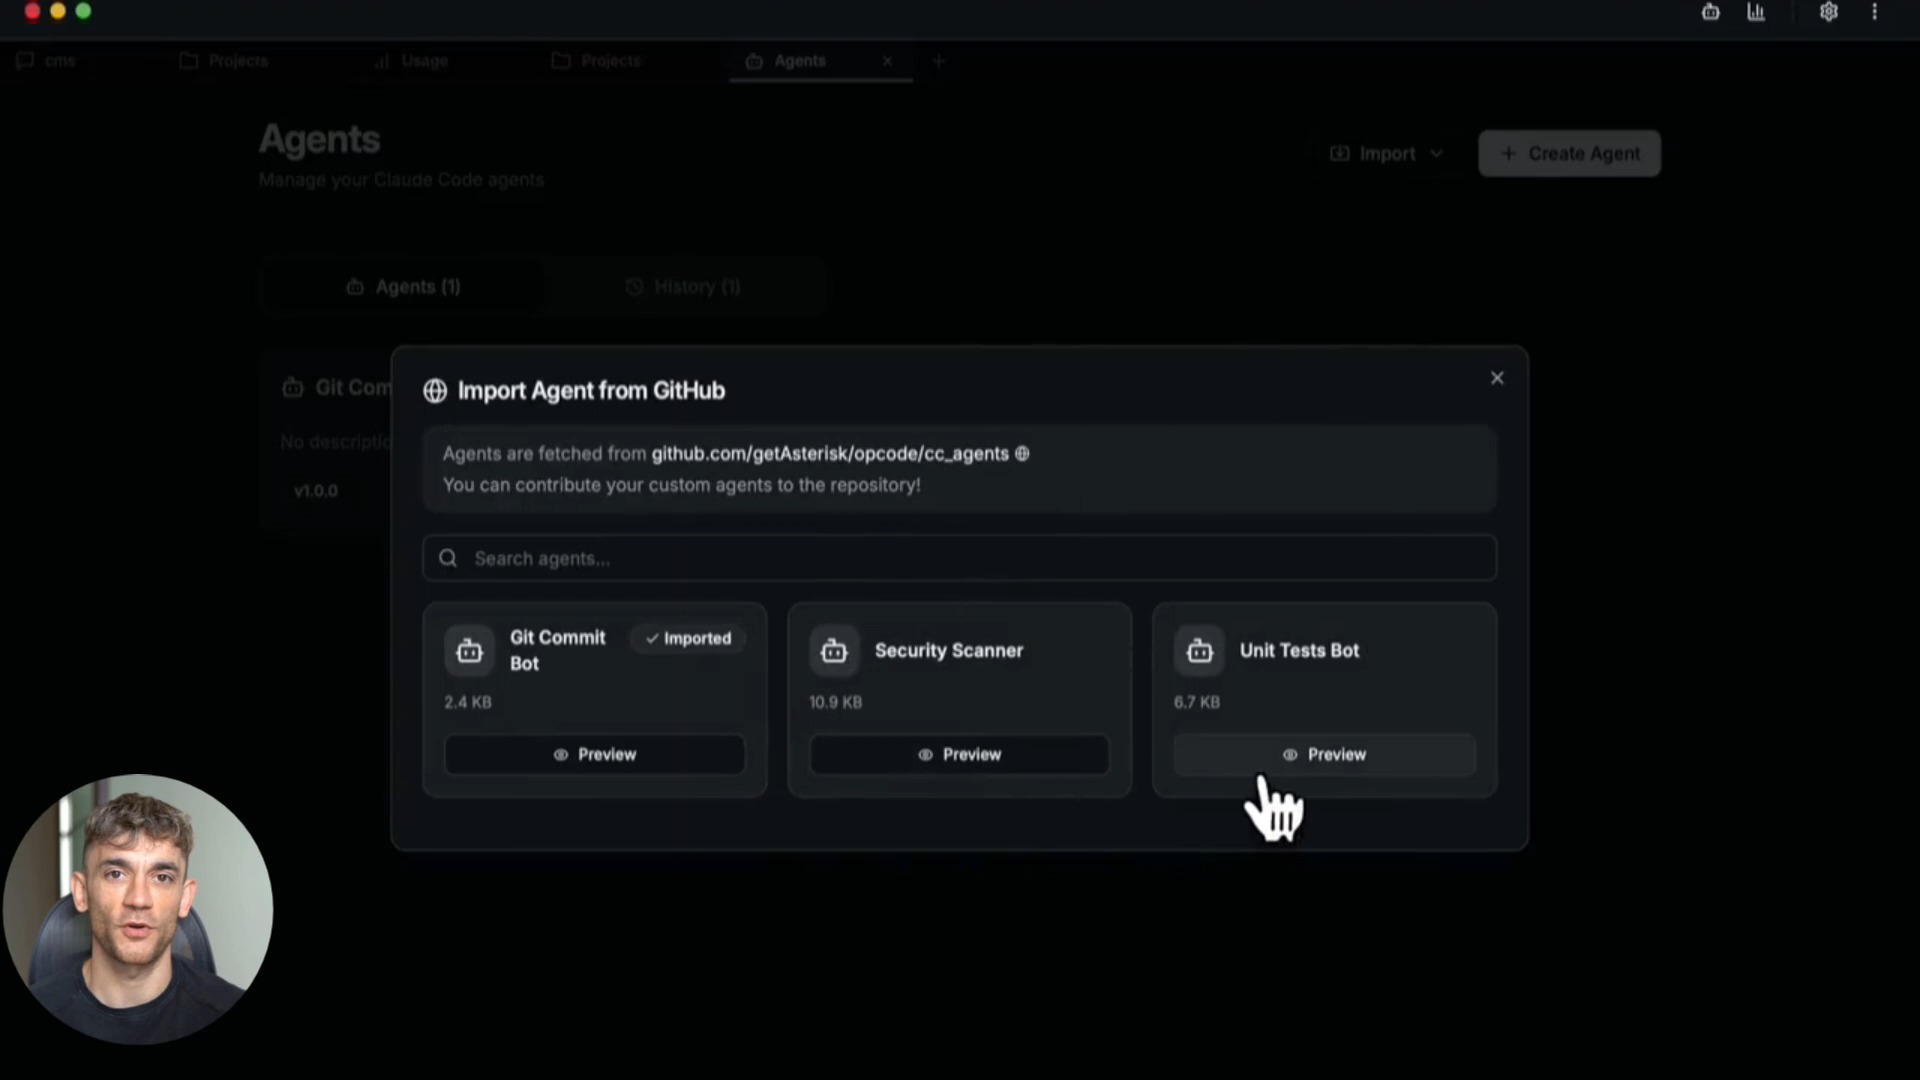 cms
Projects
Usage
Projects
Agents
Agents
Manage your Claude Code agents
Import
Create Agent
Agents (1)
History (1)
Git Com
No descriptio
v1.0.0
Import Agent from GitHub
Agents are fetched from github.com/getAsterisk/opcode/cc_agents
You can contribute your custom agents to the repository!
Search agents...
Git Commit
Bot
Imported
2.4 KB
Preview
Security Scanner
10.9 KB
Preview
Unit Tests Bot
6.7 KB
Preview